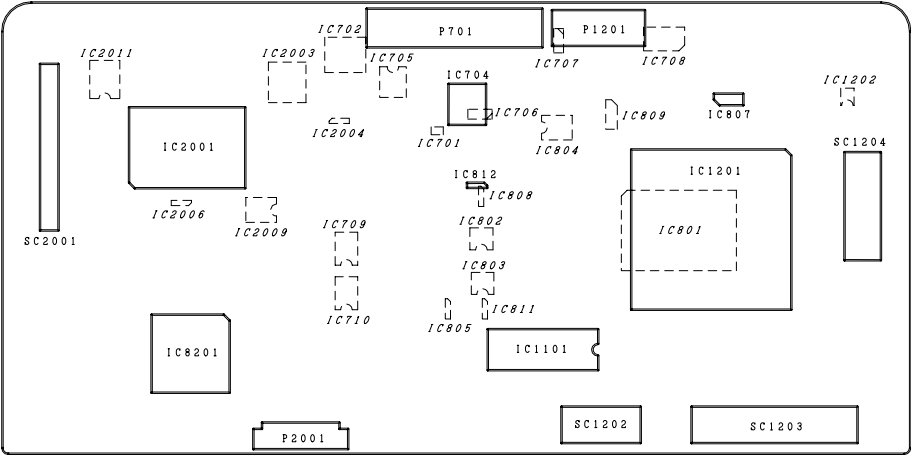 IC702
P701
P1201
IC2011
IC2003
IC705
IC707
IC708
IC704
IC1202
IC706
IC2004
IC701
IC804
IC809
IC807
IC2001
SC1204
IC812
IC1201
IC808
IC2006
IC2009
IC709
IC802
IC801
SC2001
IC803
IC710
IC805
IC811
IC8201
IC1101
P2001
SC1202
SC1203